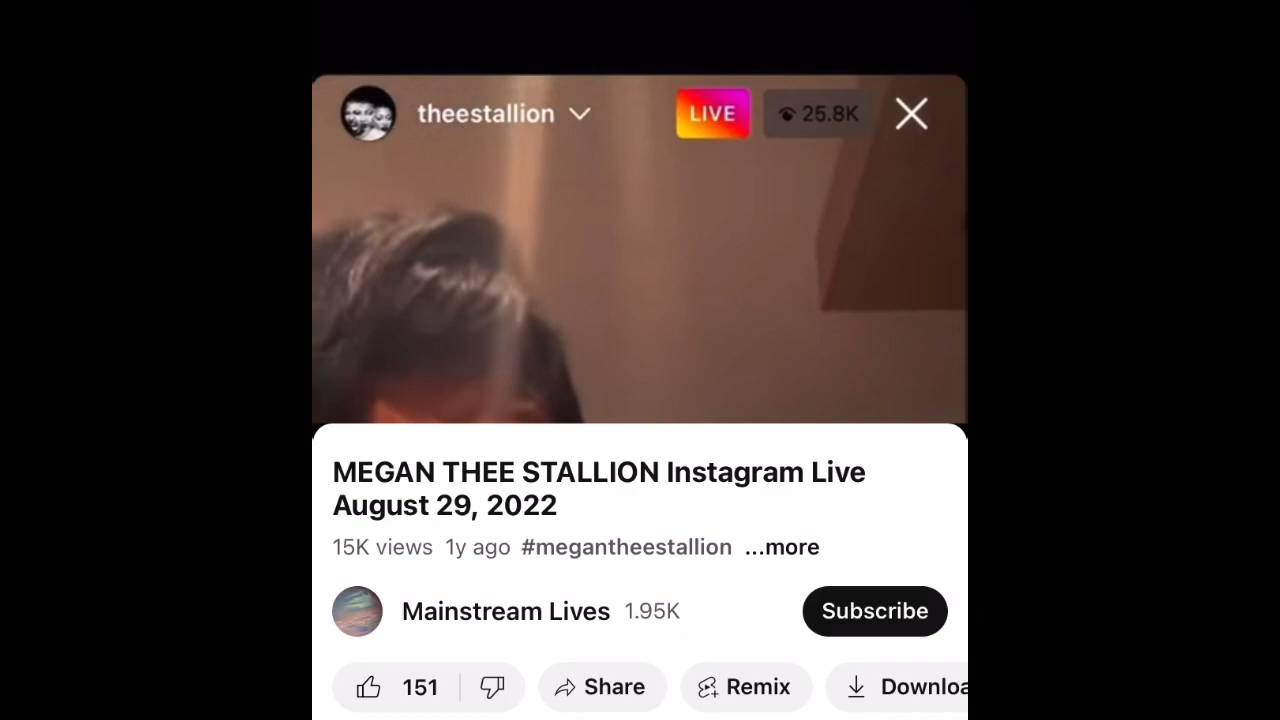 theestallion LIVE 25.8K
MEGAN THEE STALLION Instagram Live
August 29, 2022
15K views 1y ago #megantheestallion ...more
Mainstream Lives 1.95K Subscribe
151 Share Remix Downloa